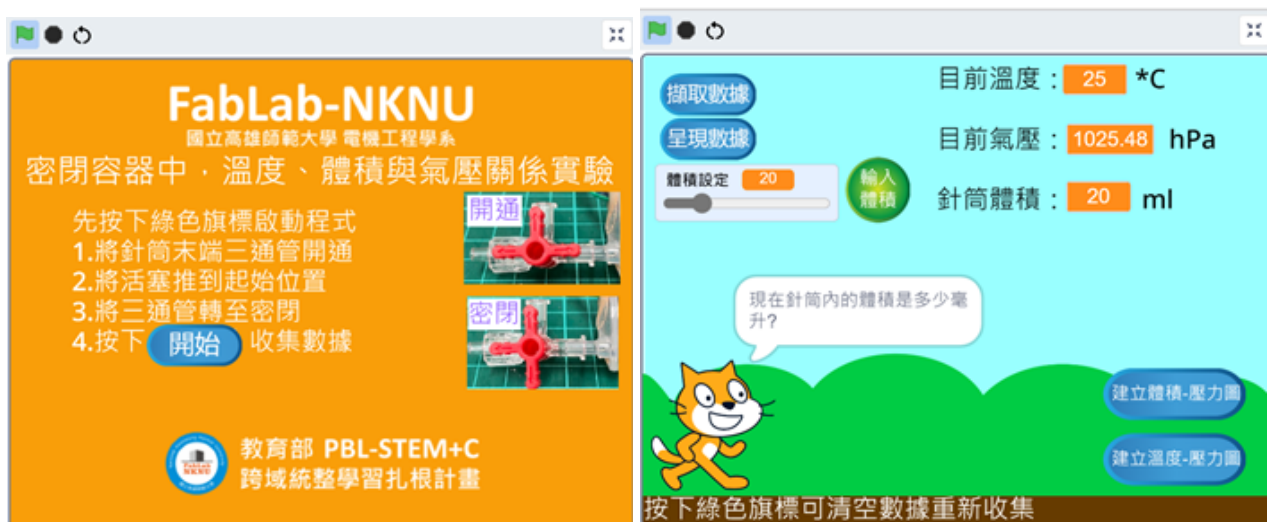 FabLab-NKNU
國立高雄師範大學 電機工程學系
密閉容器中，溫度、體積與氣壓關係實驗
先按下綠色旗標啟動程式
1.將針筒末端三通管開通
2.將活塞推到起始位置
3.將三通管轉至密閉
4.按下 開始 收集數據
開通
密閉
FabLab
NKNU
教育部 PBL-STEM+C
跨域統整學習扎根計畫
擷取數據
呈現數據
體積設定 20
輸入
體積
目前溫度：25 *C
目前氣壓：1025.48 hPa
針筒體積：20 ml
現在針筒內的體積是多少毫
升?
建立體積-壓力圖
建立溫度-壓力圖
按下綠色旗標可清空數據重新收集